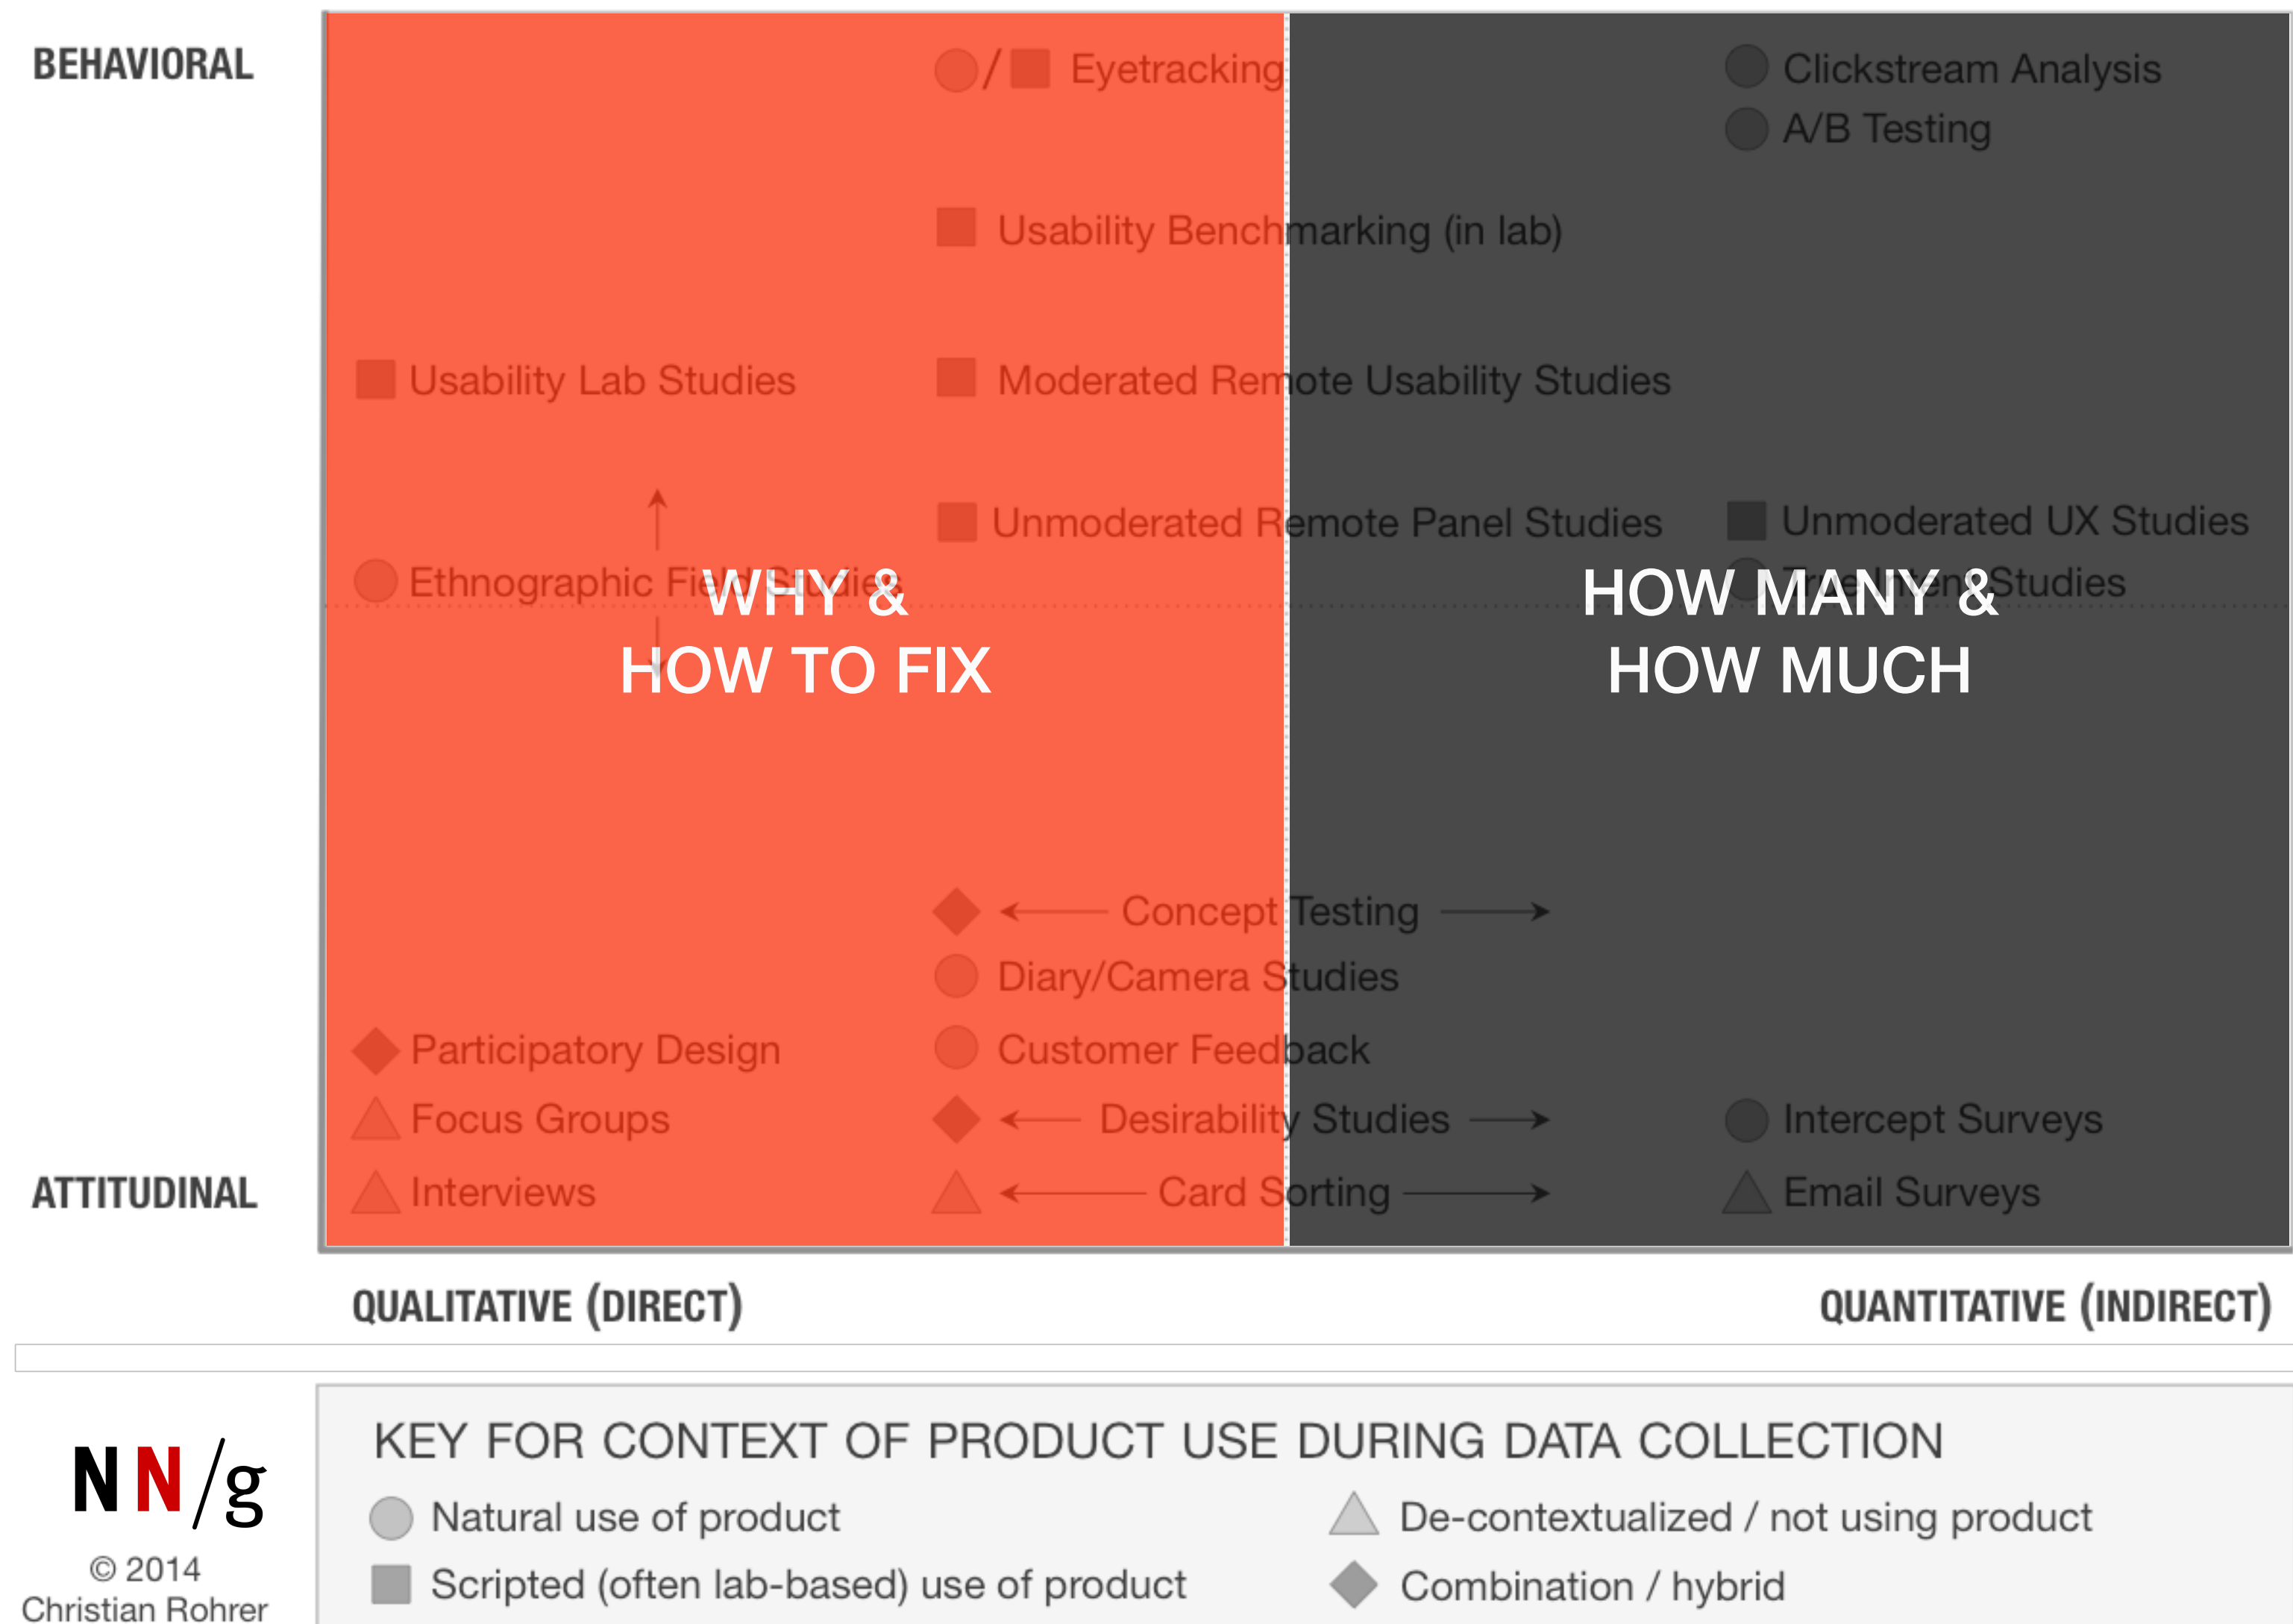 BEHAVIORAL
/ Eyetracking
Clickstream Analysis
A/B Testing
Usability Benchmarking (in lab)
Usability Lab Studies
Moderated Remote Usability Studies
Unmoderated Remote Panel Studies
Unmoderated UX Studies
Ethnographic Field Studies
True Intent Studies
WHY &
HOW TO FIX
HOW MANY &
HOW MUCH
Concept Testing
Diary/Camera Studies
Participatory Design
Customer Feedback
Focus Groups
Desirability Studies
Intercept Surveys
ATTITUDINAL
Interviews
Card Sorting
Email Surveys
QUALITATIVE (DIRECT)
QUANTITATIVE (INDIRECT)
KEY FOR CONTEXT OF PRODUCT USE DURING DATA COLLECTION
NN/g
Natural use of product
De-contextualized / not using product
Scripted (often lab-based) use of product
Combination / hybrid
© 2014
Christian Rohrer